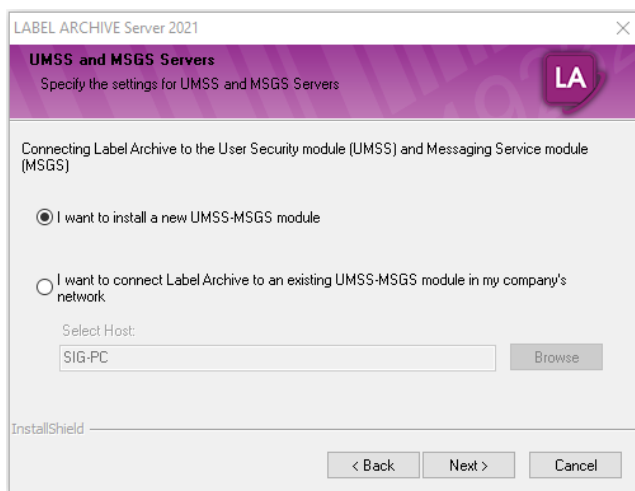 LABEL ARCHIVE Server 2021
UMSS and MSGS Servers
Specify the settings for UMSS and MSGS Servers
LA
Connecting Label Archive to the User Security module (UMSS) and Messaging Service module
(MSGS)
I want to install a new UMSS-MSGS module
I want to connect Label Archive to an existing UMSS-MSGS module in my company's
network
Select Host:
SIG-PC
Browse
InstallShield
< Back
Next >
Cancel